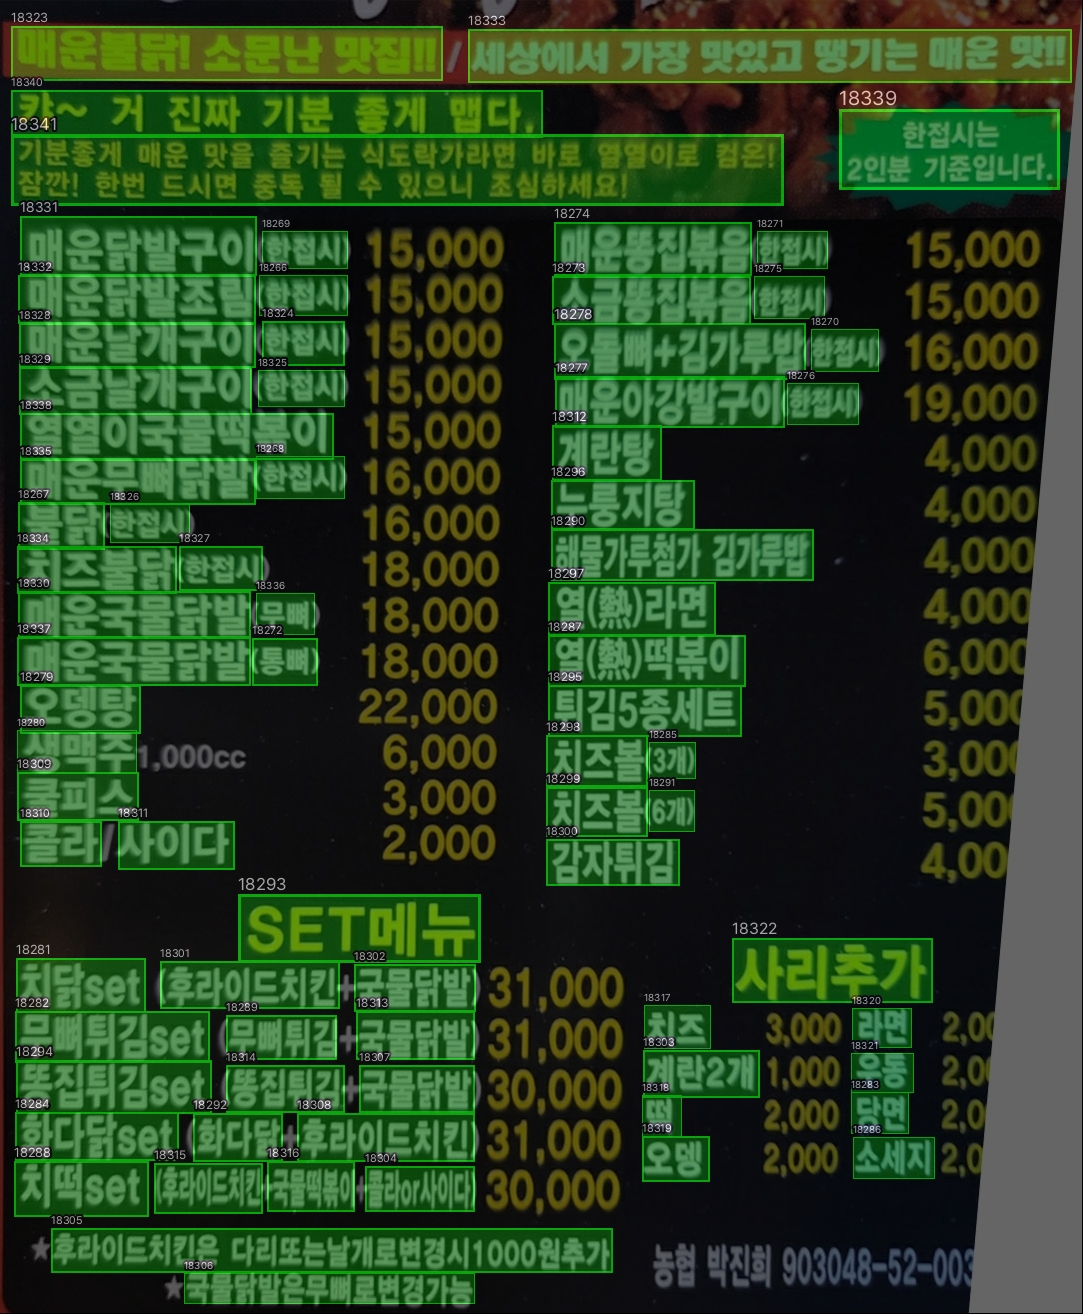 매운불닭! 소문난 맛집!! / 세상에서 가장 맛있고 땡기는 매운 맛!!
캬~ 거 진짜 기분 좋게 맵다,
기분좋게 매운 맛을 즐기는 식도락가라면 바로 열열이로 컴온!
잠깐! 한번 드시면 중독 될 수 있으니 조심하세요!
한접시는
2인분 기준입니다.
매운닭발구이(한접시) 15,000
매운닭발조림(한접시) 15,000
매운날개구이(한접시) 15,000
소금날개구이(한접시) 15,000
열열이국물떡볶이 15,000
매운무뼈닭발(한접시) 16,000
불닭(한접시) 16,000
치즈불닭(한접시) 18,000
매운국물닭발(무뼈) 18,000
매운국물닭발(통뼈) 18,000
오뎅탕 22,000
생맥주1,000cc 6,000
쿨피스 3,000
콜라/사이다 2,000
매운똥집볶음(한접시) 15,000
소금똥집볶음(한접시) 15,000
오돌뼈+김가루밥(한접시) 16,000
매운아강발구이(한접시) 19,000
계란탕 4,000
누룽지탕 4,000
해물가루첨가 김가루밥 4,000
열(熱)라면 4,000
열(熱)떡볶이 6,000
튀김5종세트 5,000
치즈볼(3개) 3,000
치즈볼(6개) 5,000
감자튀김 4,00
SET메뉴
치닭set (후라이드치킨+국물닭발) 31,000
무뼈튀김set (무뼈튀김+국물닭발) 31,000
똥집튀김set (똥집튀김+국물닭발) 30,000
화다닭set (화다닭+후라이드치킨) 31,000
치떡set (후라이드치킨+국물떡볶이+콜라or사이다) 30,000
★후라이드치킨은 다리또는날개로변경시1000원추가
★국물닭발은무뼈로변경가능
사리추가
치즈 3,000 라면 2,00
계란2개 1,000 우동 2,0
떡 2,000 당면 2,0
오뎅 2,000 소세지 2,0
농협 박진희 903048-52-003